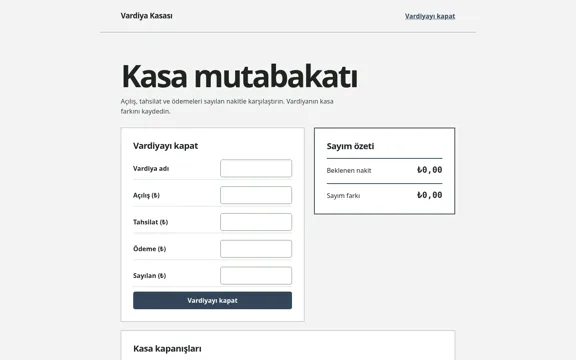 Vardiya Kasası
Vardiyayı kapat
Kasa mutabakatı
Açılış, tahsilat ve ödemeleri sayılan nakitle karşılaştırın. Vardiyanın kasa
farkını kaydedin.
Vardiyayı kapat
Vardiya adı
Açılış (₺)
Tahsilat (₺)
Ödeme (₺)
Sayılan (₺)
Vardiyayı kapat
Sayım özeti
Beklenen nakit ₺0,00
Sayım farkı ₺0,00
Kasa kapanışları